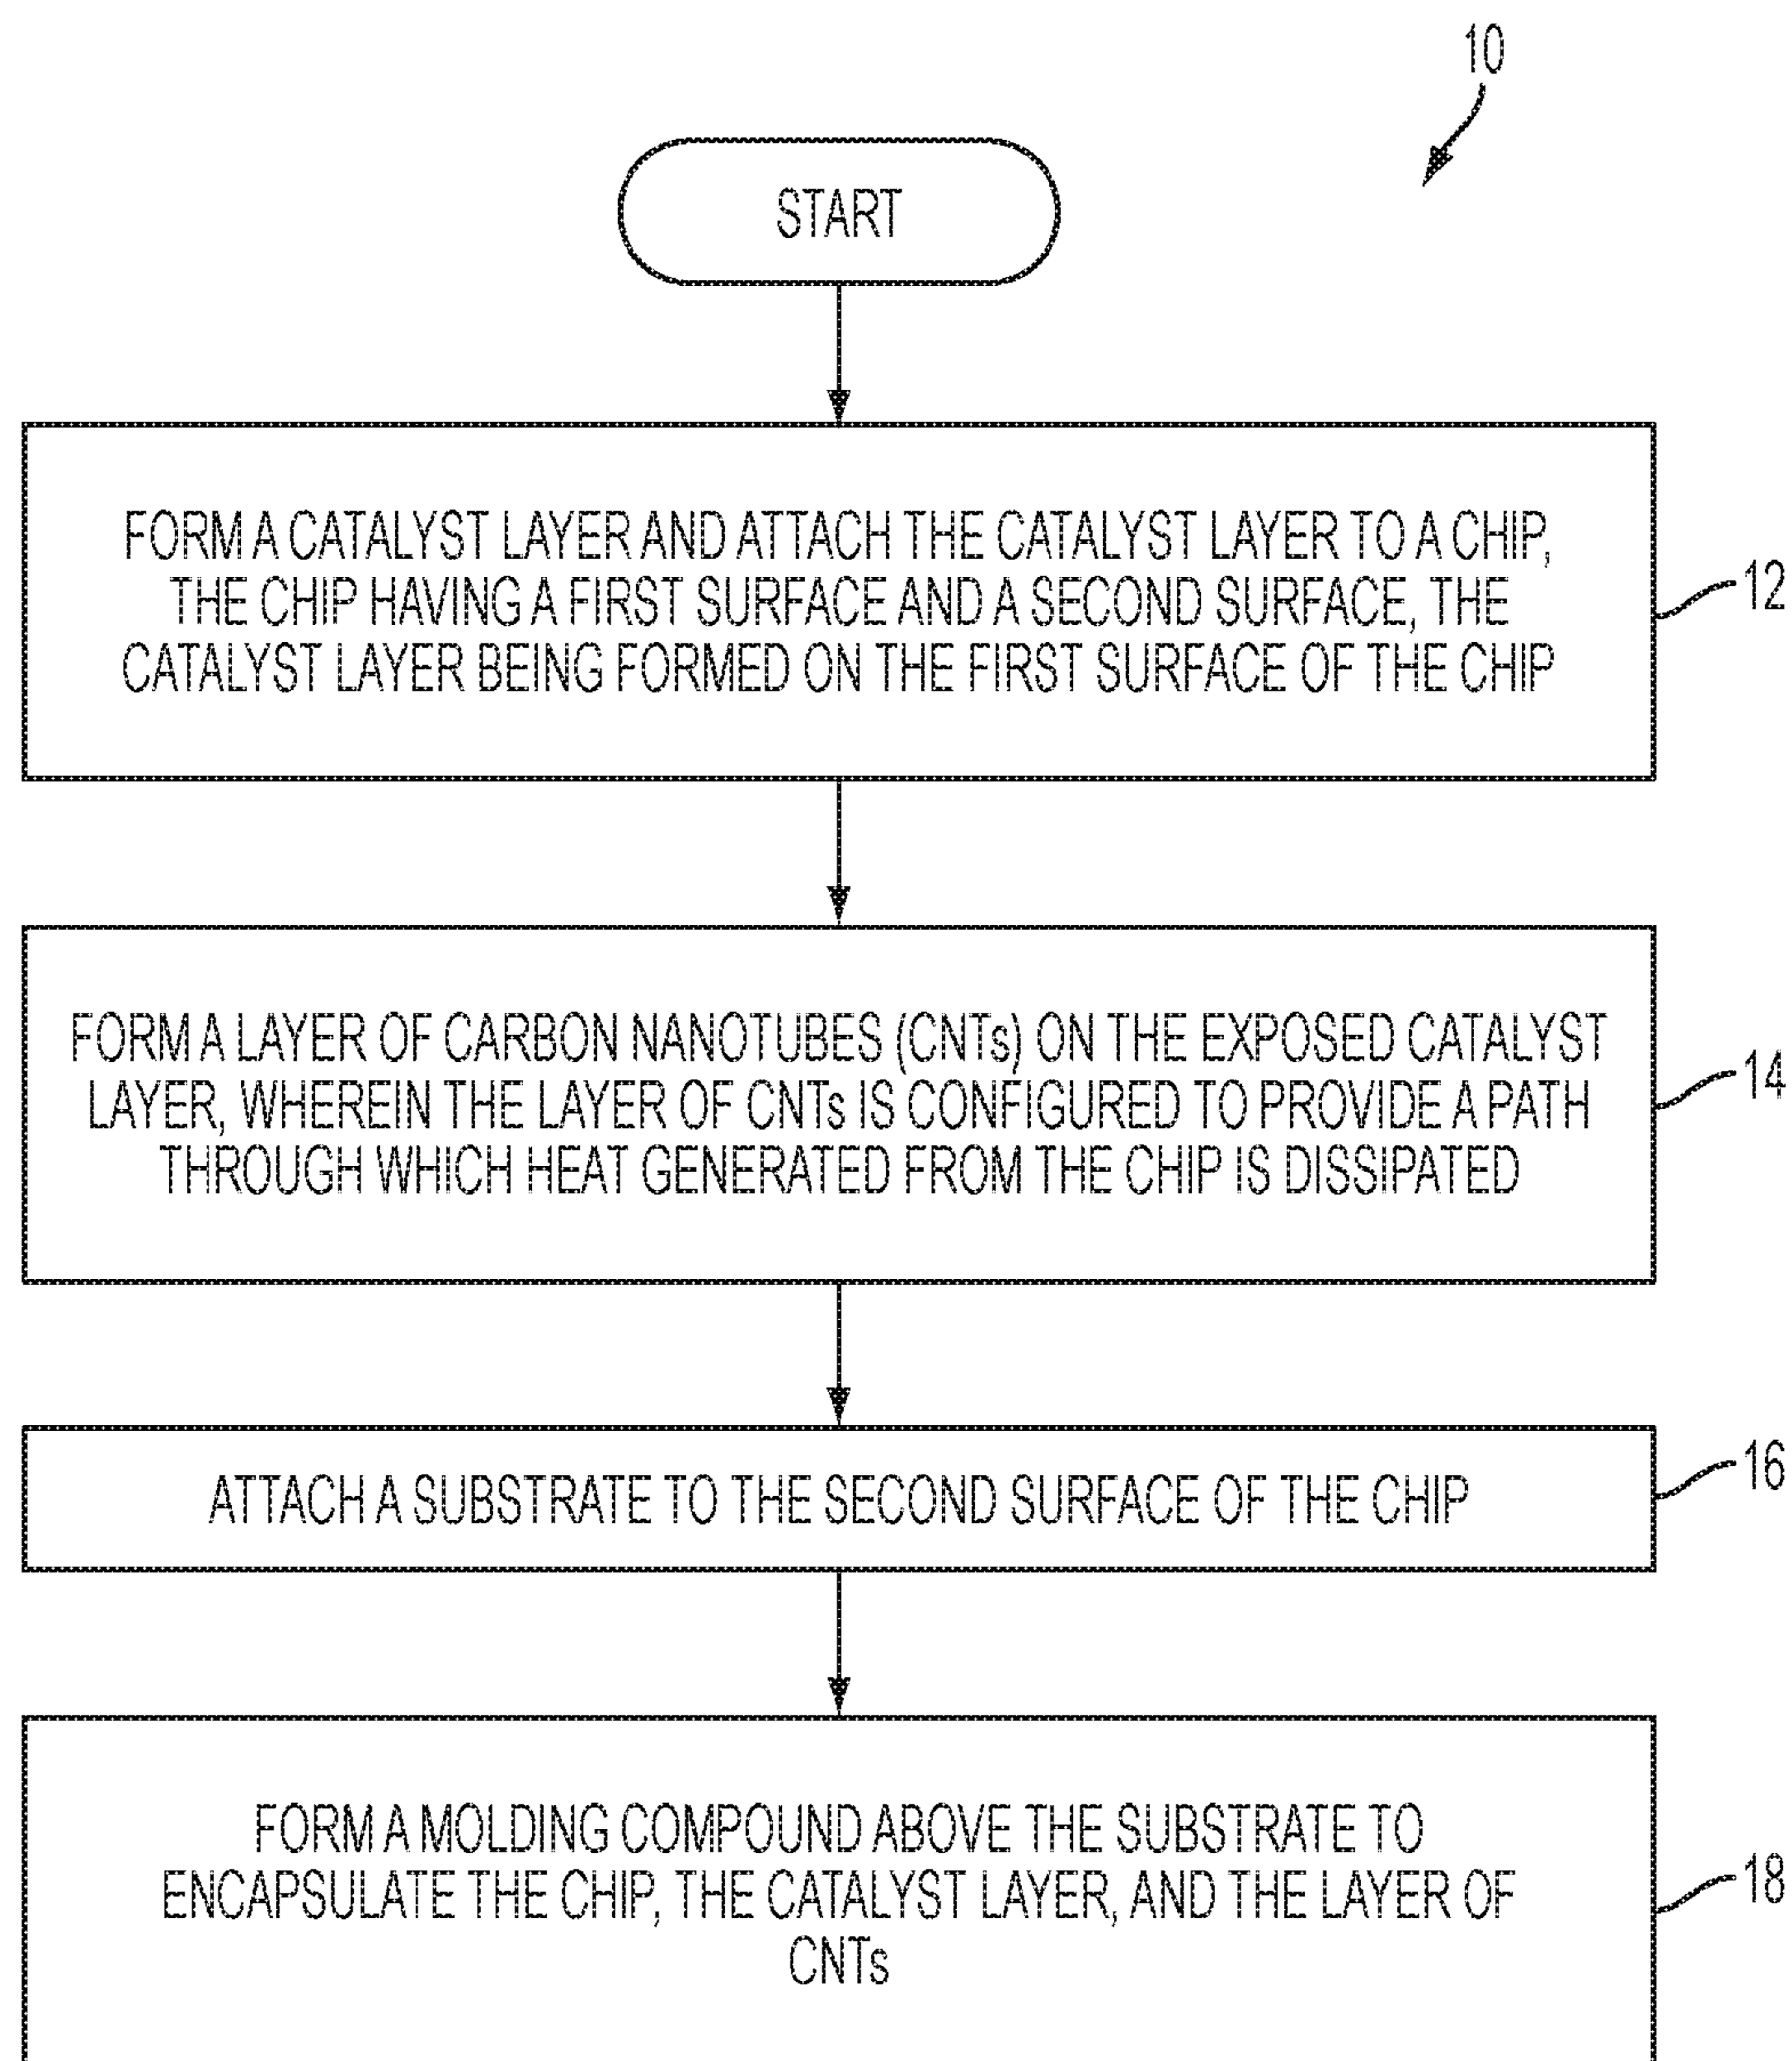 10
START
FORM A CATALYST LAYER AND ATTACH THE CATALYST LAYER TO A CHIP,
THE CHIP HAVING A FIRST SURFACE AND A SECOND SURFACE, THE
CATALYST LAYER BEING FORMED ON THE FIRST SURFACE OF THE CHIP
12
FORM A LAYER OF CARBON NANOTUBES (CNTs) ON THE EXPOSED CATALYST
LAYER, WHEREIN THE LAYER OF CNTs IS CONFIGURED TO PROVIDE A PATH
THROUGH WHICH HEAT GENERATED FROM THE CHIP IS DISSIPATED
14
ATTACH A SUBSTRATE TO THE SECOND SURFACE OF THE CHIP
16
FORM A MOLDING COMPOUND ABOVE THE SUBSTRATE TO
ENCAPSULATE THE CHIP, THE CATALYST LAYER, AND THE LAYER OF
CNTs
18